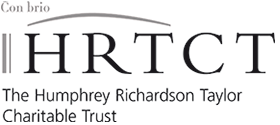 Con brio
HRTCT
The Humphrey Richardson Taylor
Charitable Trust